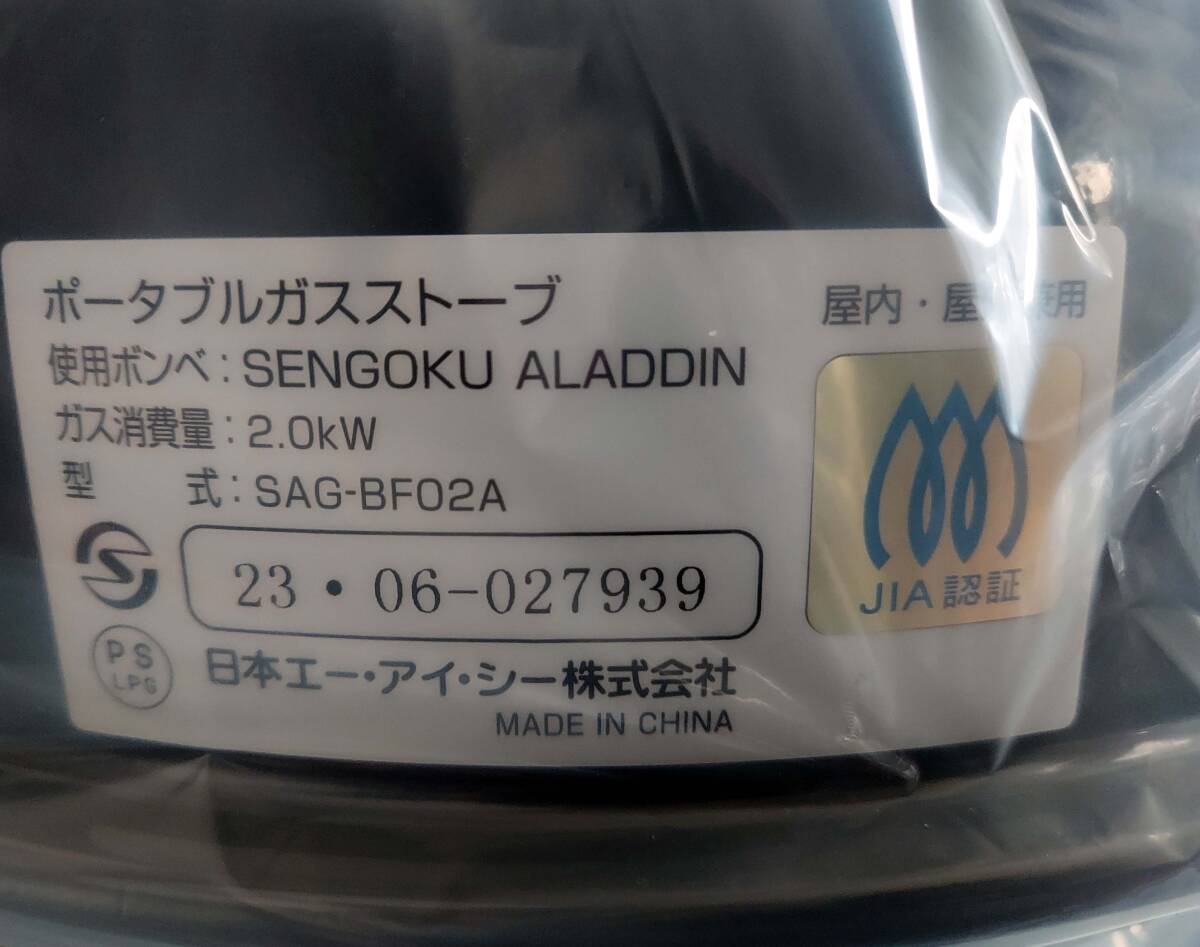 ポータブルガスストーブ
使用ボンベ：SENGOKU ALADDIN
ガス消費量：2.0kW
型　　式：SAG-BF02A
23・06-027939
PS
LPG
日本エー・アイ・シー株式会社
MADE IN CHINA
屋内・屋外兼用
JIA認証